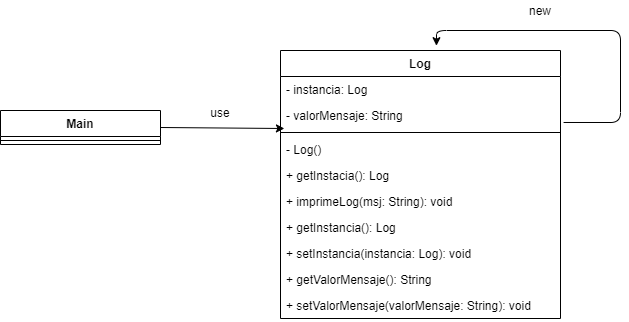 new
Log
- instancia: Log
- valorMensaje: String
use
Main
- Log()
+ getInstacia(): Log
+ imprimeLog(msj: String): void
+ getInstancia(): Log
+ setInstancia(instancia: Log): void
+ getValorMensaje(): String
+ setValorMensaje(valorMensaje: String): void